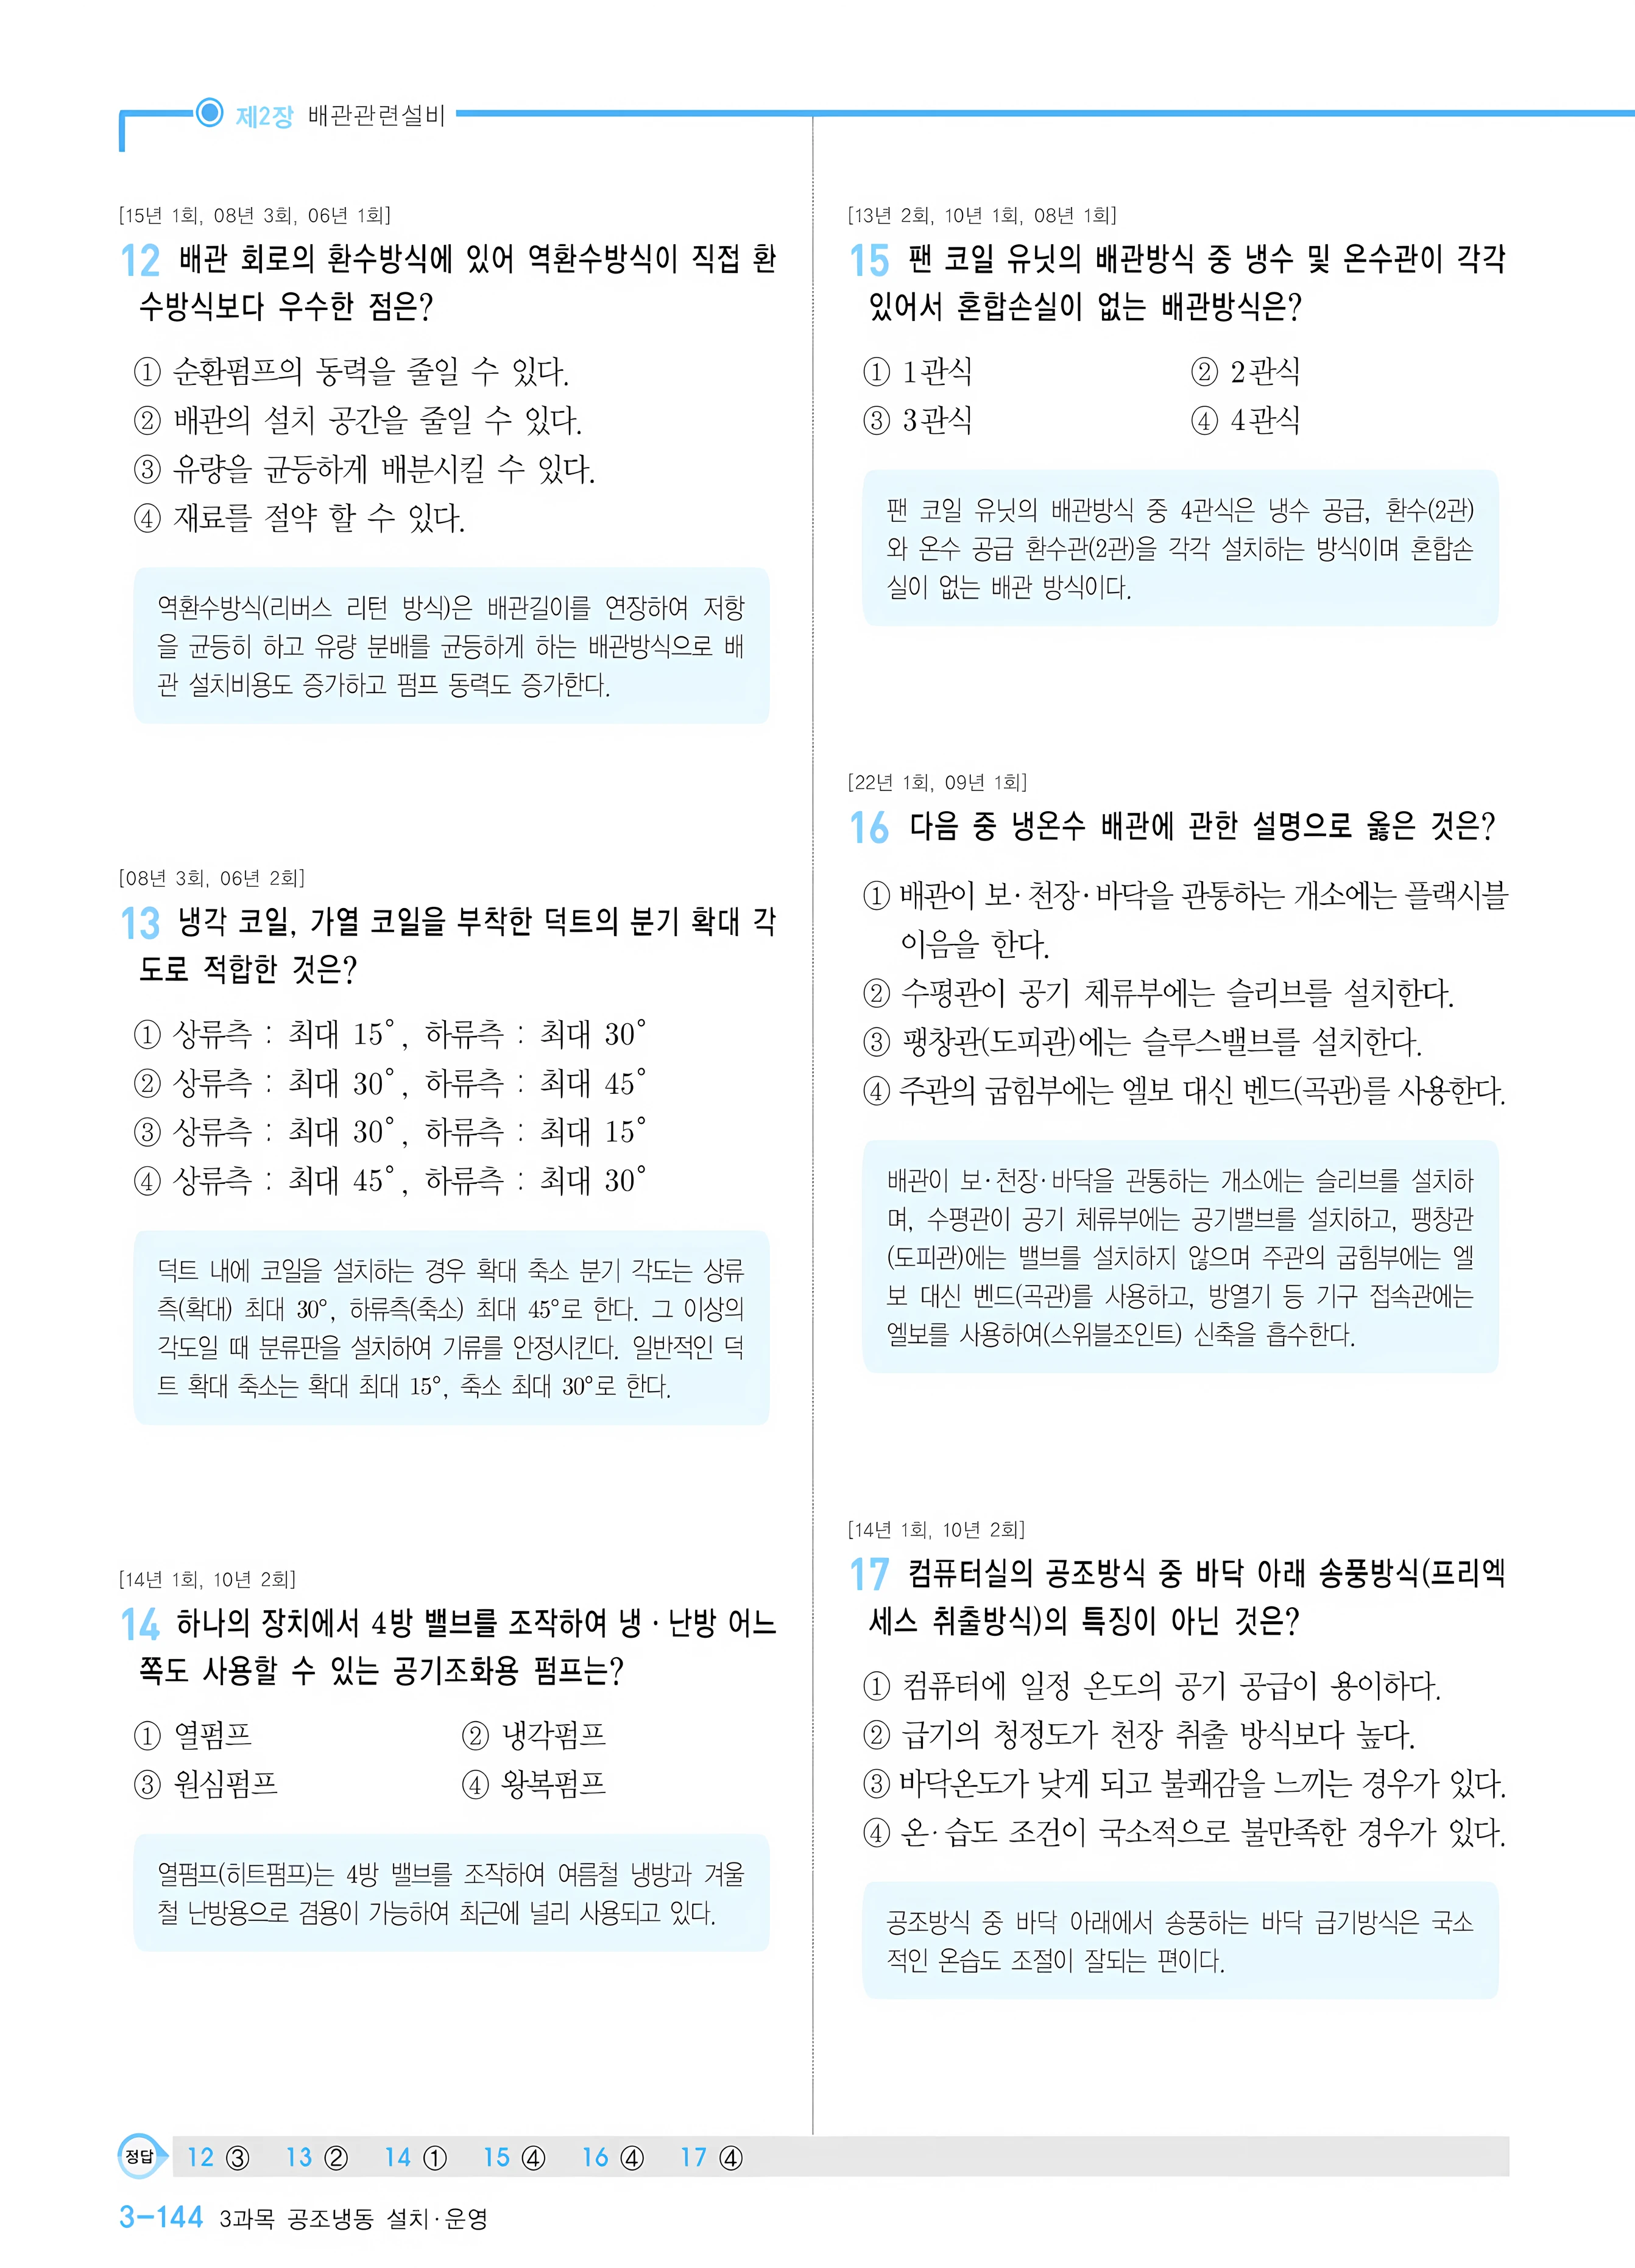 제2장 배관관련설비
[15년 1회, 08년 3회, 06년 1회]
12 배관 회로의 환수방식에 있어 역환수방식이 직접 환
수방식보다 우수한 점은?
① 순환펌프의 동력을 줄일 수 있다.
② 배관의 설치 공간을 줄일 수 있다.
③ 유량을 균등하게 배분시킬 수 있다.
④ 재료를 절약 할 수 있다.
역환수방식(리버스 리턴 방식)은 배관길이를 연장하여 저항
을 균등히 하고 유량 분배를 균등하게 하는 배관방식으로 배
관 설치비용도 증가하고 펌프 동력도 증가한다.
[08년 3회, 06년 2회]
13 냉각 코일, 가열 코일을 부착한 덕트의 분기 확대 각
도로 적합한 것은?
① 상류측 : 최대 15°, 하류측 : 최대 30°
② 상류측 : 최대 30°, 하류측 : 최대 45°
③ 상류측 : 최대 30°, 하류측 : 최대 15°
④ 상류측 : 최대 45°, 하류측 : 최대 30°
덕트 내에 코일을 설치하는 경우 확대 축소 분기 각도는 상류
측(확대) 최대 30°, 하류측(축소) 최대 45°로 한다. 그 이상의
각도일 때 분류판을 설치하여 기류를 안정시킨다. 일반적인 덕
트 확대 축소는 확대 최대 15°, 축소 최대 30°로 한다.
[14년 1회, 10년 2회]
14 하나의 장치에서 4방 밸브를 조작하여 냉·난방 어느
쪽도 사용할 수 있는 공기조화용 펌프는?
① 열펌프 ② 냉각펌프
③ 원심펌프 ④ 왕복펌프
열펌프(히트펌프)는 4방 밸브를 조작하여 여름철 냉방과 겨울
철 난방용으로 겸용이 가능하여 최근에 널리 사용되고 있다.
[13년 2회, 10년 1회, 08년 1회]
15 팬 코일 유닛의 배관방식 중 냉수 및 온수관이 각각
있어서 혼합손실이 없는 배관방식은?
① 1관식 ② 2관식
③ 3관식 ④ 4관식
팬 코일 유닛의 배관방식 중 4관식은 냉수 공급, 환수(2관)
와 온수 공급 환수관(2관)을 각각 설치하는 방식이며 혼합손
실이 없는 배관 방식이다.
[22년 1회, 09년 1회]
16 다음 중 냉온수 배관에 관한 설명으로 옳은 것은?
① 배관이 보·천장·바닥을 관통하는 개소에는 플랙시블
이음을 한다.
② 수평관이 공기 체류부에는 슬리브를 설치한다.
③ 팽창관(도피관)에는 슬루스밸브를 설치한다.
④ 주관의 굽힘부에는 엘보 대신 벤드(곡관)를 사용한다.
배관이 보·천장·바닥을 관통하는 개소에는 슬리브를 설치하
며, 수평관이 공기 체류부에는 공기밸브를 설치하고, 팽창관
(도피관)에는 밸브를 설치하지 않으며 주관의 굽힘부에는 엘
보 대신 벤드(곡관)를 사용하고, 방열기 등 기구 접속관에는
엘보를 사용하여(스위블조인트) 신축을 흡수한다.
[14년 1회, 10년 2회]
17 컴퓨터실의 공조방식 중 바닥 아래 송풍방식(프리엑
세스 취출방식)의 특징이 아닌 것은?
① 컴퓨터에 일정 온도의 공기 공급이 용이하다.
② 급기의 청정도가 천장 취출 방식보다 높다.
③ 바닥온도가 낮게 되고 불쾌감을 느끼는 경우가 있다.
④ 온·습도 조건이 국소적으로 불만족한 경우가 있다.
공조방식 중 바닥 아래에서 송풍하는 바닥 급기방식은 국소
적인 온습도 조절이 잘되는 편이다.
정답 12 ③ 13 ② 14 ① 15 ④ 16 ④ 17 ④
3-144 3과목 공조냉동 설치·운영